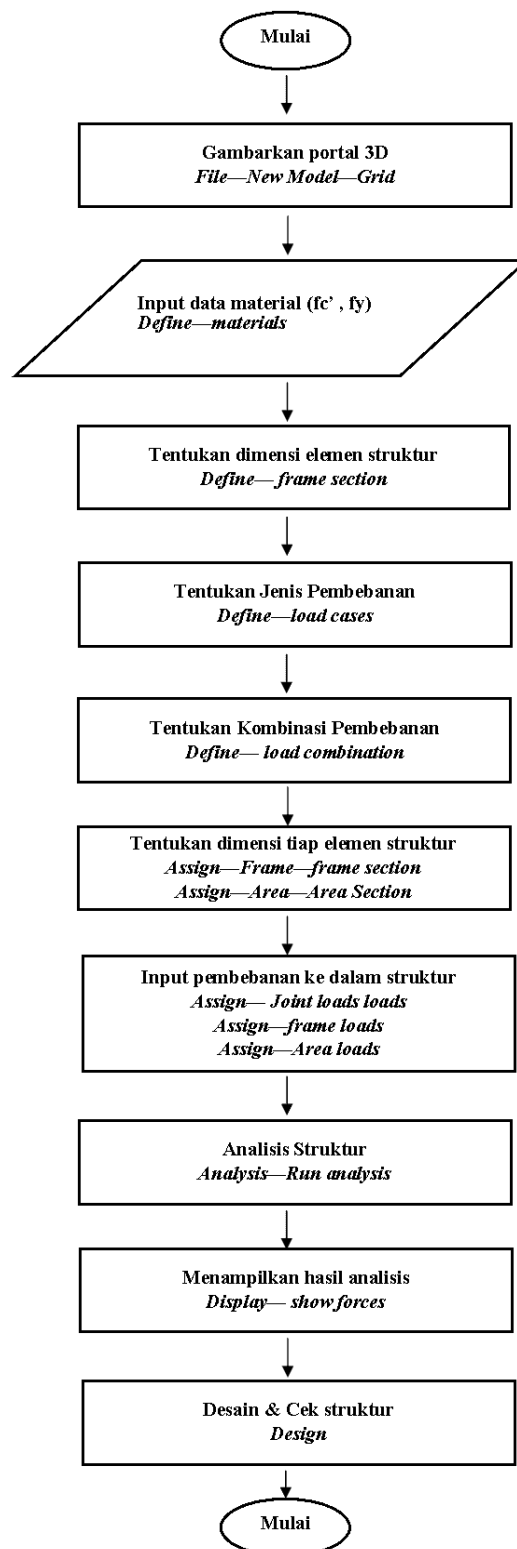 Mulai
Gambarkan portal 3D
File—New Model—Grid
Input data material (fc' , fy)
Define—materials
Tentukan dimensi elemen struktur
Define— frame section
Tentukan Jenis Pembebanan
Define—load cases
Tentukan Kombinasi Pembebanan
Define— load combination
Tentukan dimensi tiap elemen struktur
Assign—Frame—frame section
Assign—Area—Area Section
Input pembebanan ke dalam struktur
Assign— Joint loads loads
Assign—frame loads
Assign—Area loads
Analisis Struktur
Analysis—Run analysis
Menampilkan hasil analisis
Display— show forces
Desain & Cek struktur
Design
Mulai